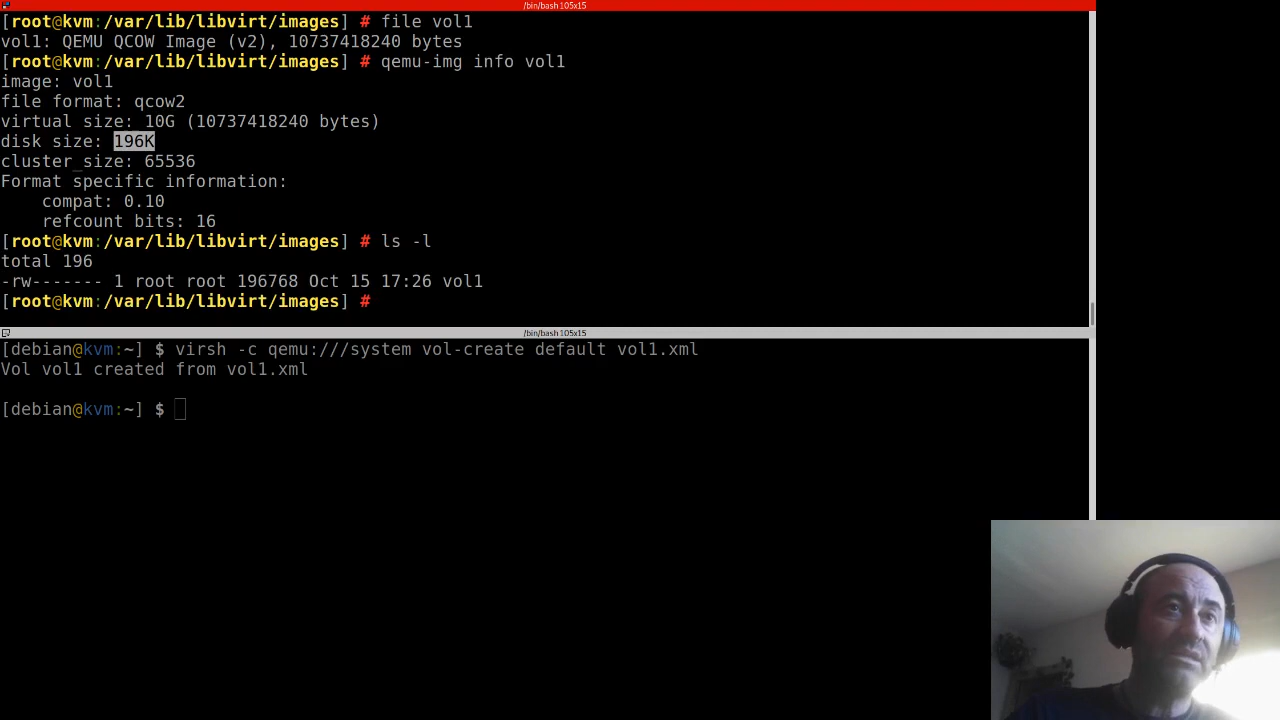 /bin/bash 105x15
[root@kvm:/var/lib/libvirt/images] # file vol1
vol1: QEMU QCOW Image (v2), 10737418240 bytes
[root@kvm:/var/lib/libvirt/images] # qemu-img info vol1
image: vol1
file format: qcow2
virtual size: 10G (10737418240 bytes)
disk size: 196K
cluster_size: 65536
Format specific information:
    compat: 0.10
    refcount bits: 16
[root@kvm:/var/lib/libvirt/images] # ls -l
total 196
-rw------- 1 root root 196768 Oct 15 17:26 vol1
[root@kvm:/var/lib/libvirt/images] #
/bin/bash 105x15
[debian@kvm:~] $ virsh -c qemu:///system vol-create default vol1.xml
Vol vol1 created from vol1.xml
[debian@kvm:~] $